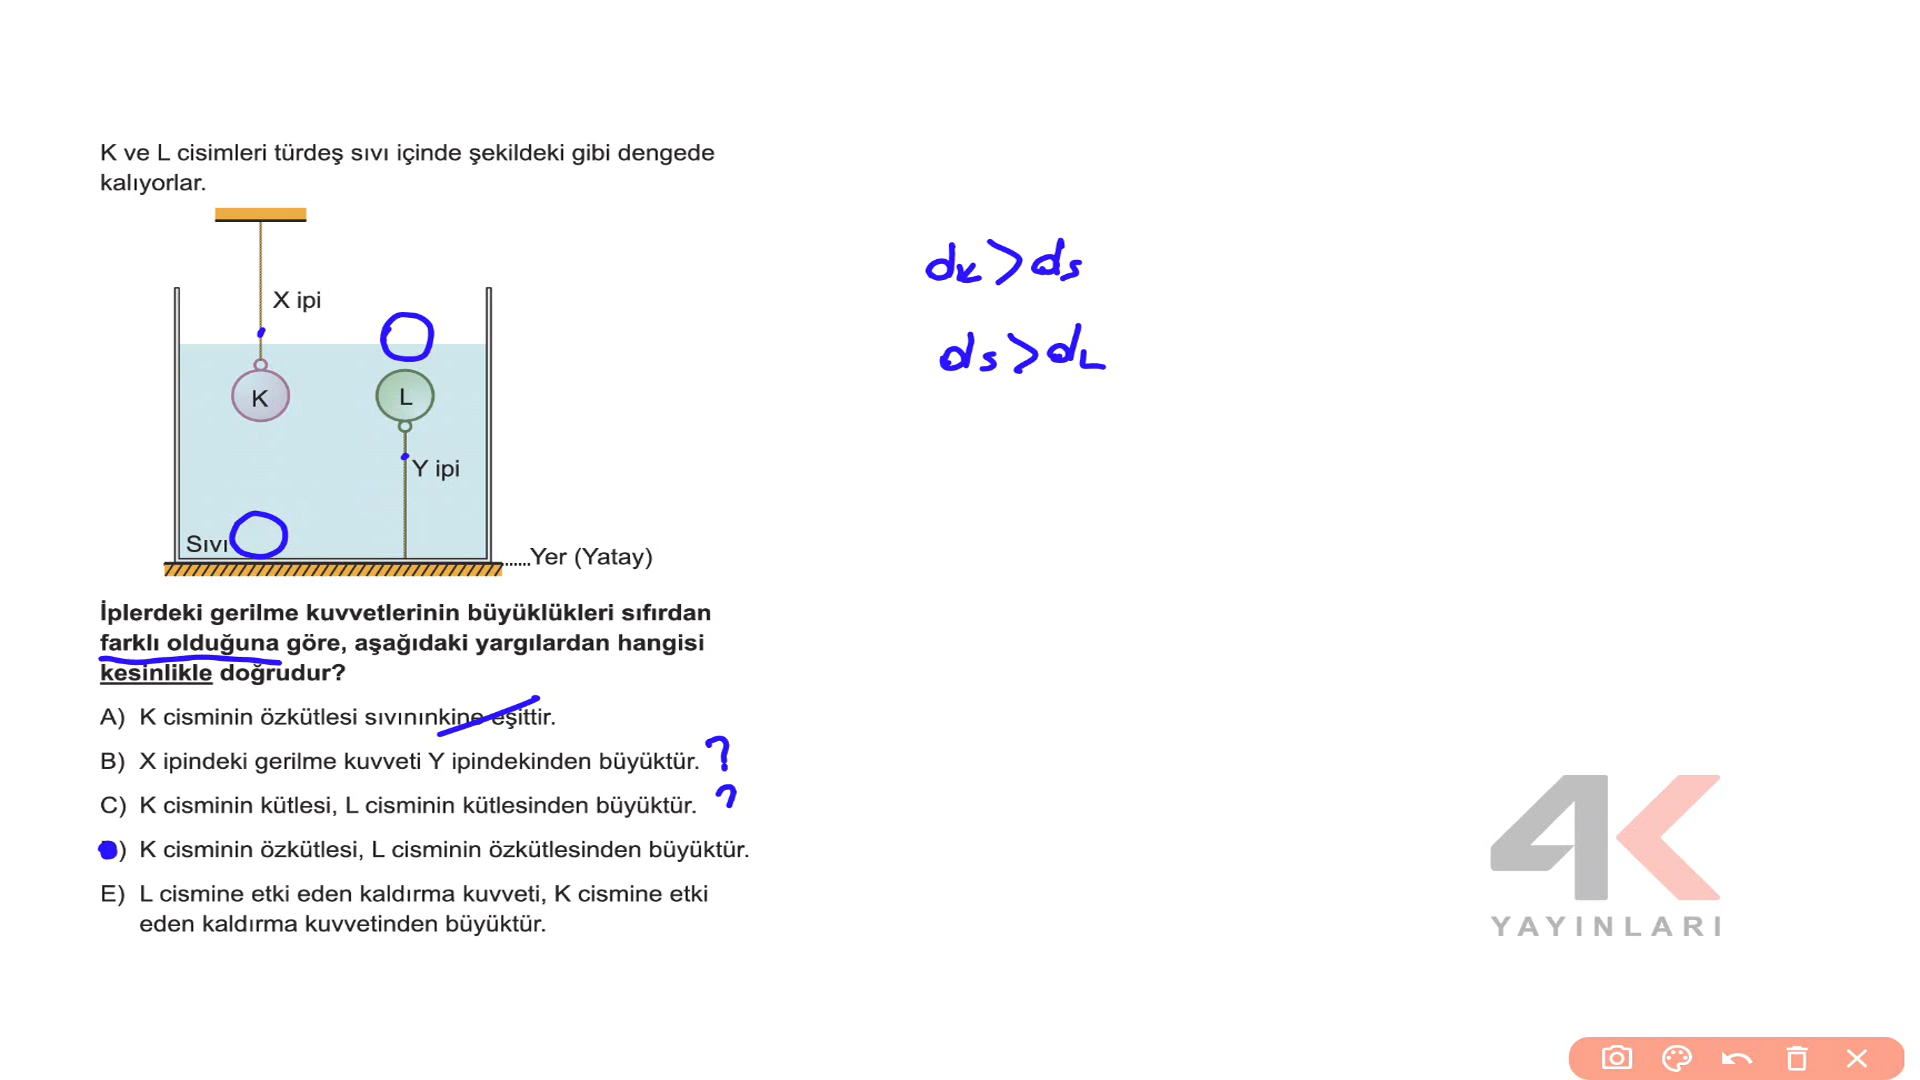 K ve L cisimleri türdeş sıvı içinde şekildeki gibi dengede
kalıyorlar.
X ipi
K
L
Y ipi
Sıvı
Yer (Yatay)
İplerdeki gerilme kuvvetlerinin büyüklükleri sıfırdan
farklı olduğuna göre, aşağıdaki yargılardan hangisi
kesinlikle doğrudur?
A) K cisminin özkütlesi sıvınınkine eşittir.
B) X ipindeki gerilme kuvveti Y ipindekinden büyüktür. ?
C) K cisminin kütlesi, L cisminin kütlesinden büyüktür. ?
) K cisminin özkütlesi, L cisminin özkütlesinden büyüktür.
E) L cismine etki eden kaldırma kuvveti, K cismine etki
eden kaldırma kuvvetinden büyüktür.
dK > ds
ds > dL
4K
YAYINLARI